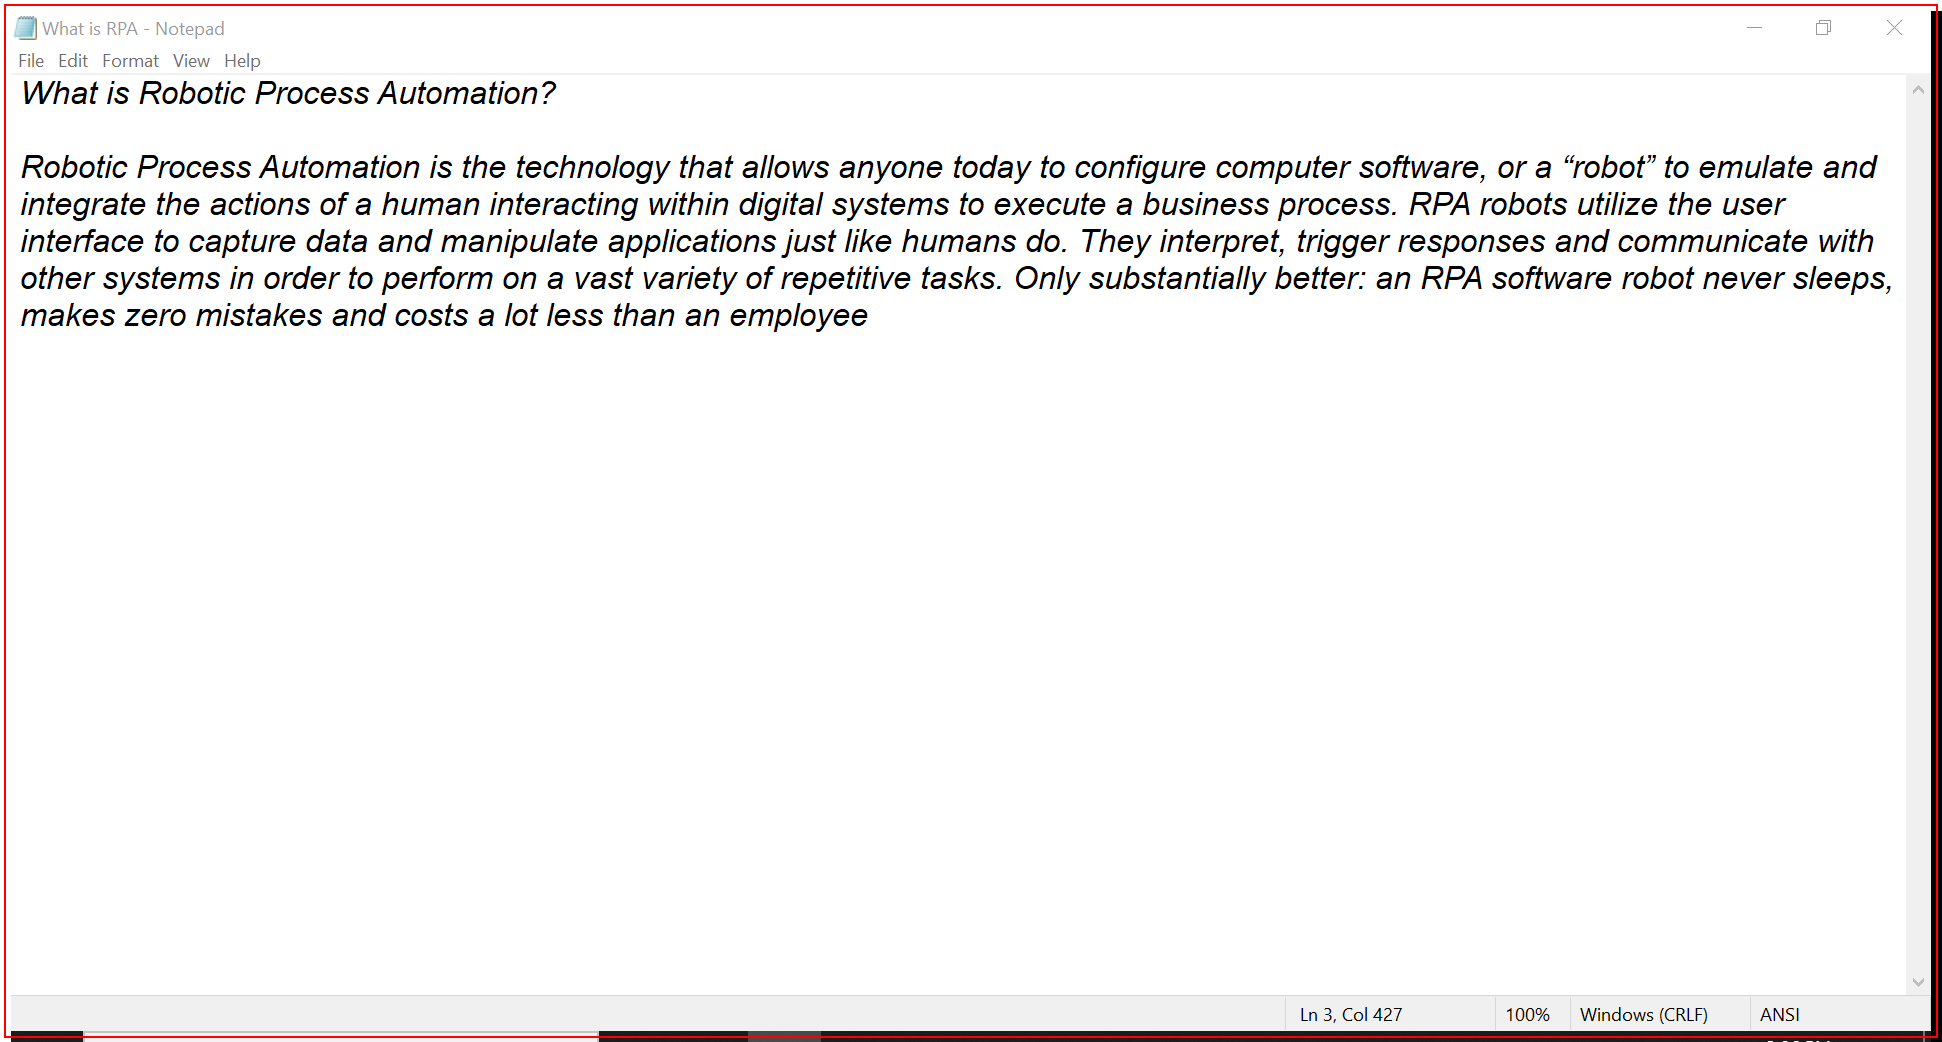 What is RPA - Notepad
File Edit Format View Help
What is Robotic Process Automation?
Robotic Process Automation is the technology that allows anyone today to configure computer software, or a “robot” to emulate and
integrate the actions of a human interacting within digital systems to execute a business process. RPA robots utilize the user
interface to capture data and manipulate applications just like humans do. They interpret, trigger responses and communicate with
other systems in order to perform on a vast variety of repetitive tasks. Only substantially better: an RPA software robot never sleeps,
makes zero mistakes and costs a lot less than an employee
Ln 3, Col 427 100% Windows (CRLF) ANSI